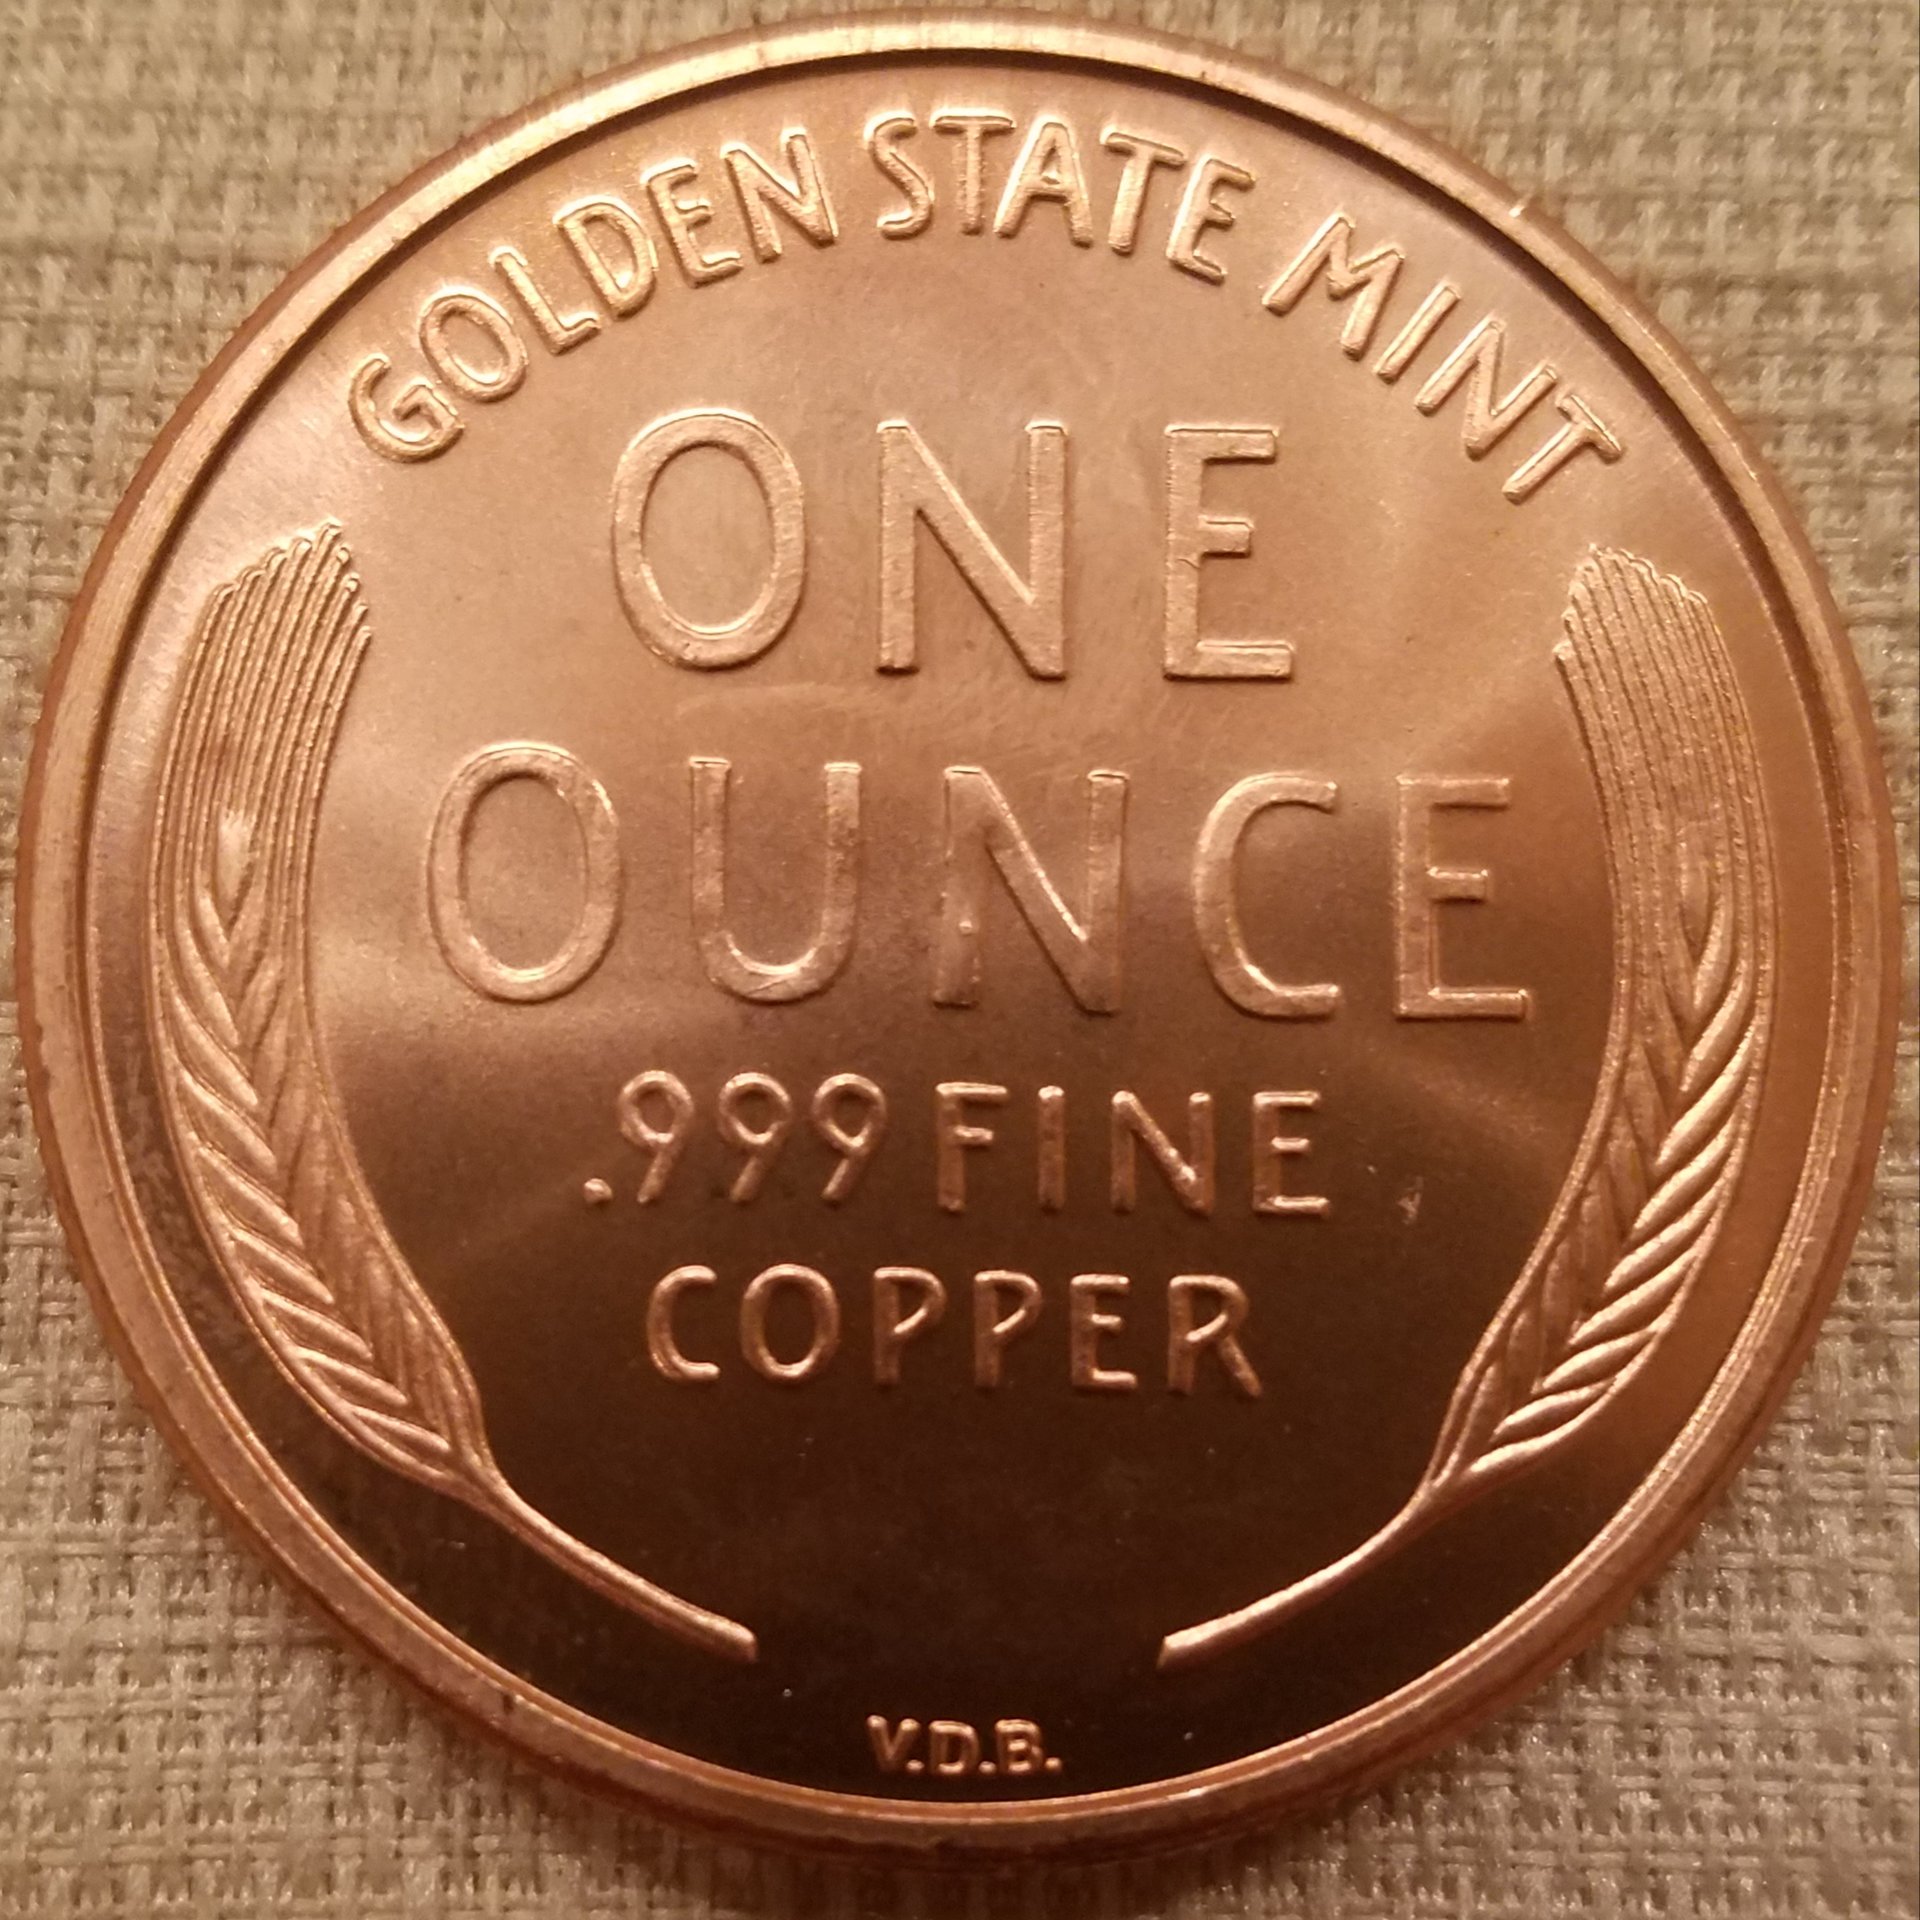 GOLDEN STATE MINT
ONE
OUNCE
.999 FINE
COPPER
V.D.B.